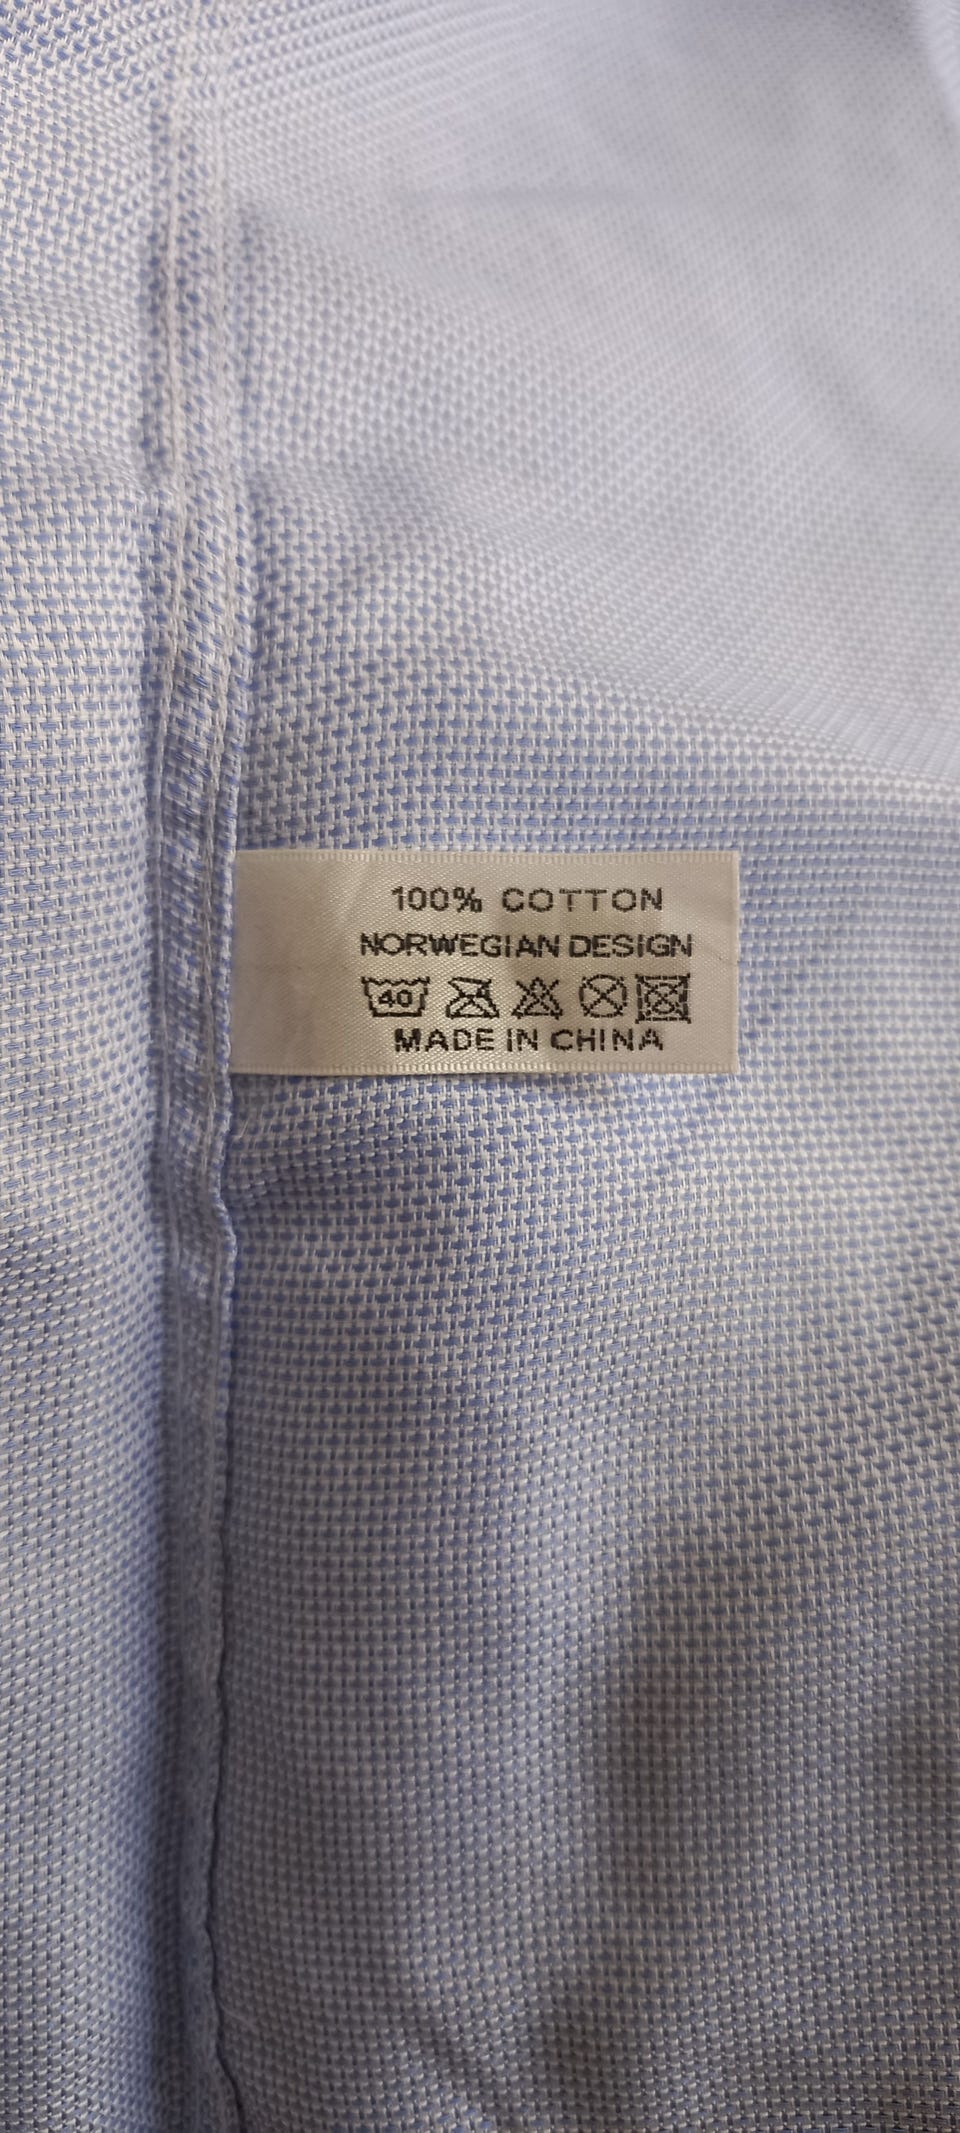 100% COTTON
NORWEGIAN DESIGN
40
MADE IN CHINA